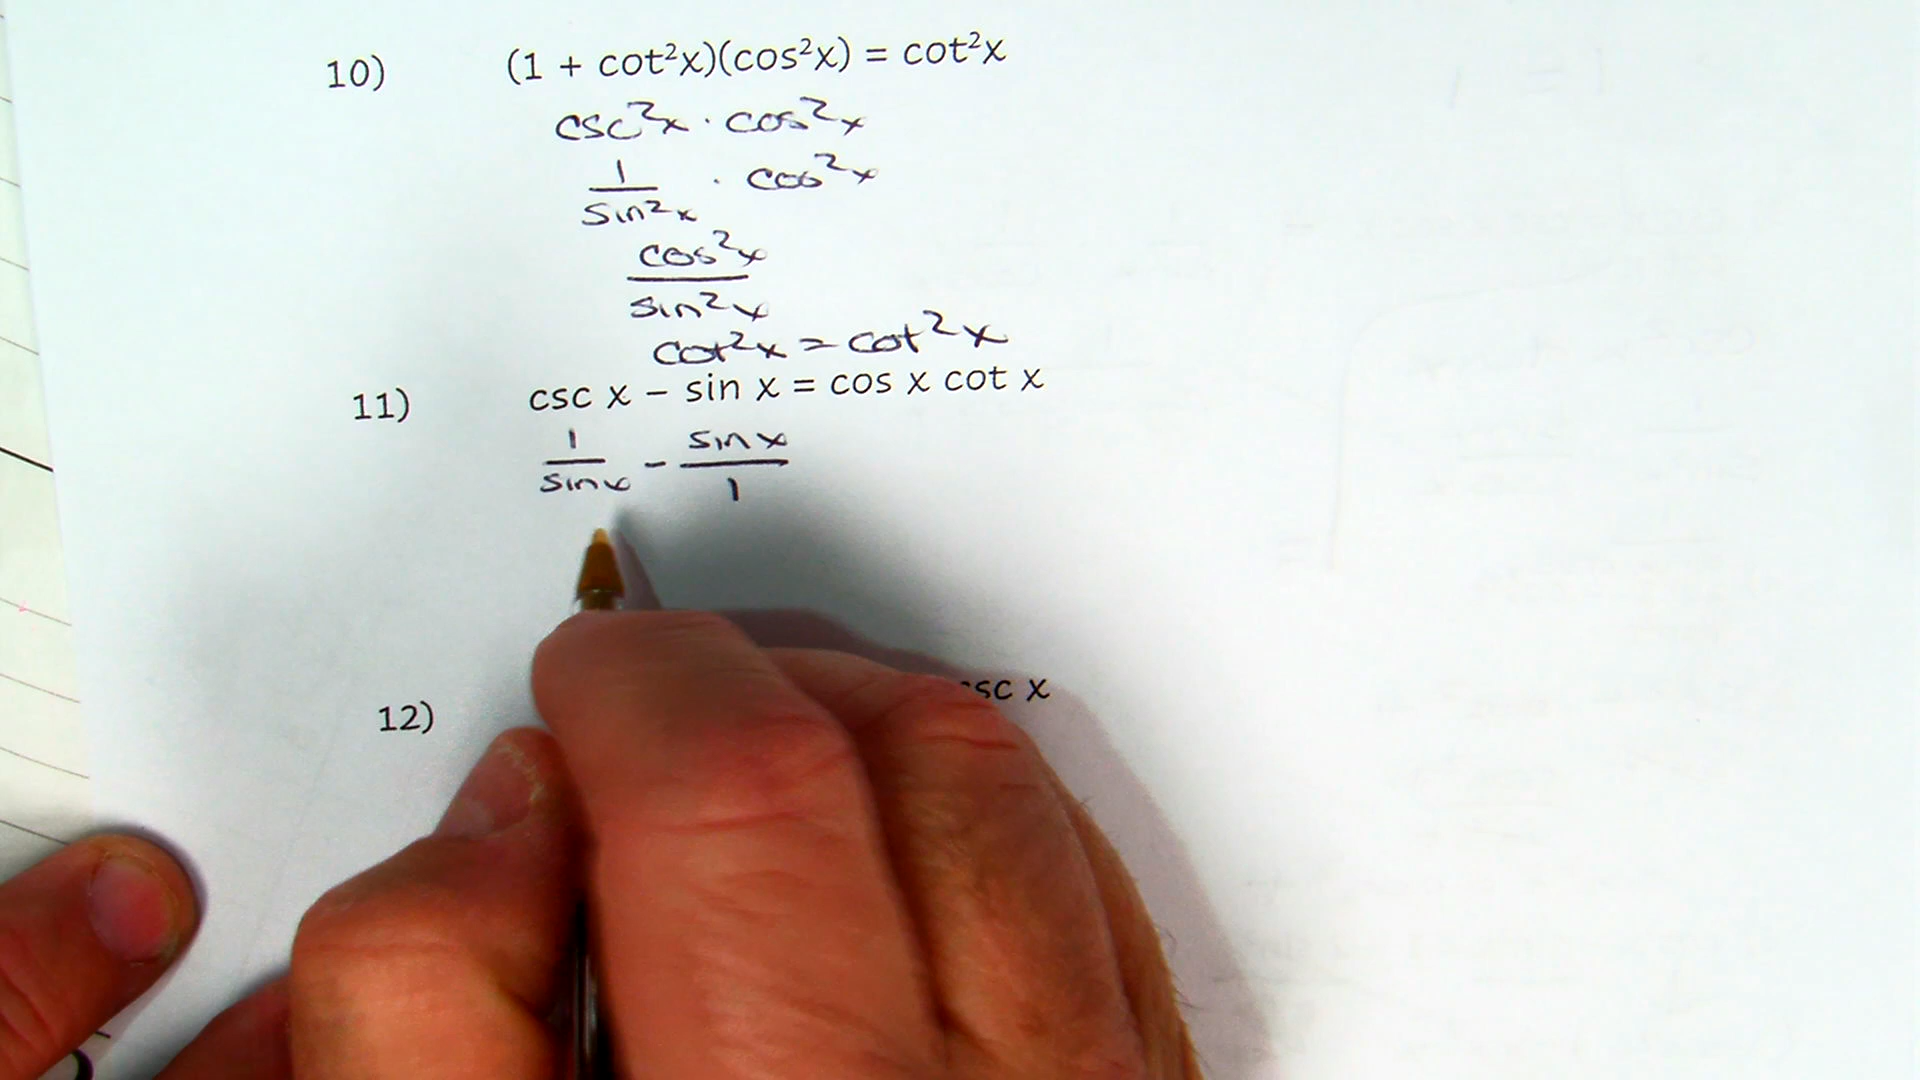 10) (1 + cot²x)(cos²x) = cot²x
csc²x · cos²x
1
—— · cos²x
sin²x
cos²x
——
sin²x
cot²x = cot²x
11) csc x – sin x = cos x cot x
1 sin x
—— - ——
sin x 1
12) sc x